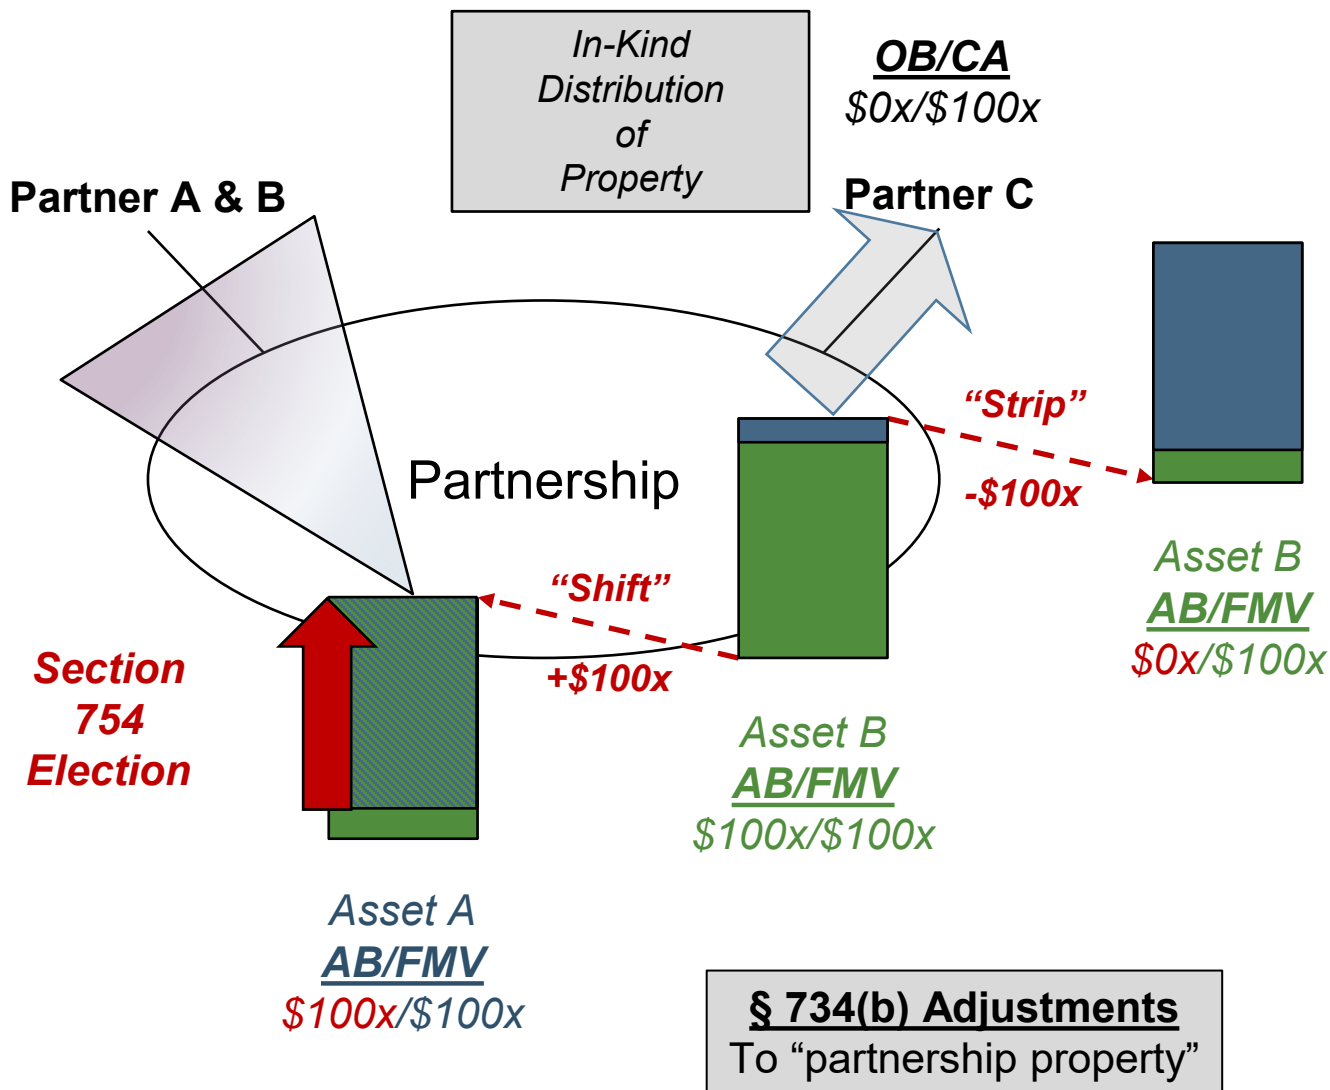 In-Kind
Distribution
of
Property
OB/CA
$0x/$100x
Partner A & B
Partner C
“Strip”
-$100x
Partnership
“Shift”
+$100x
Section
754
Election
Asset B
AB/FMV
$0x/$100x
Asset B
AB/FMV
$100x/$100x
Asset A
AB/FMV
$100x/$100x
§ 734(b) Adjustments
To “partnership property”